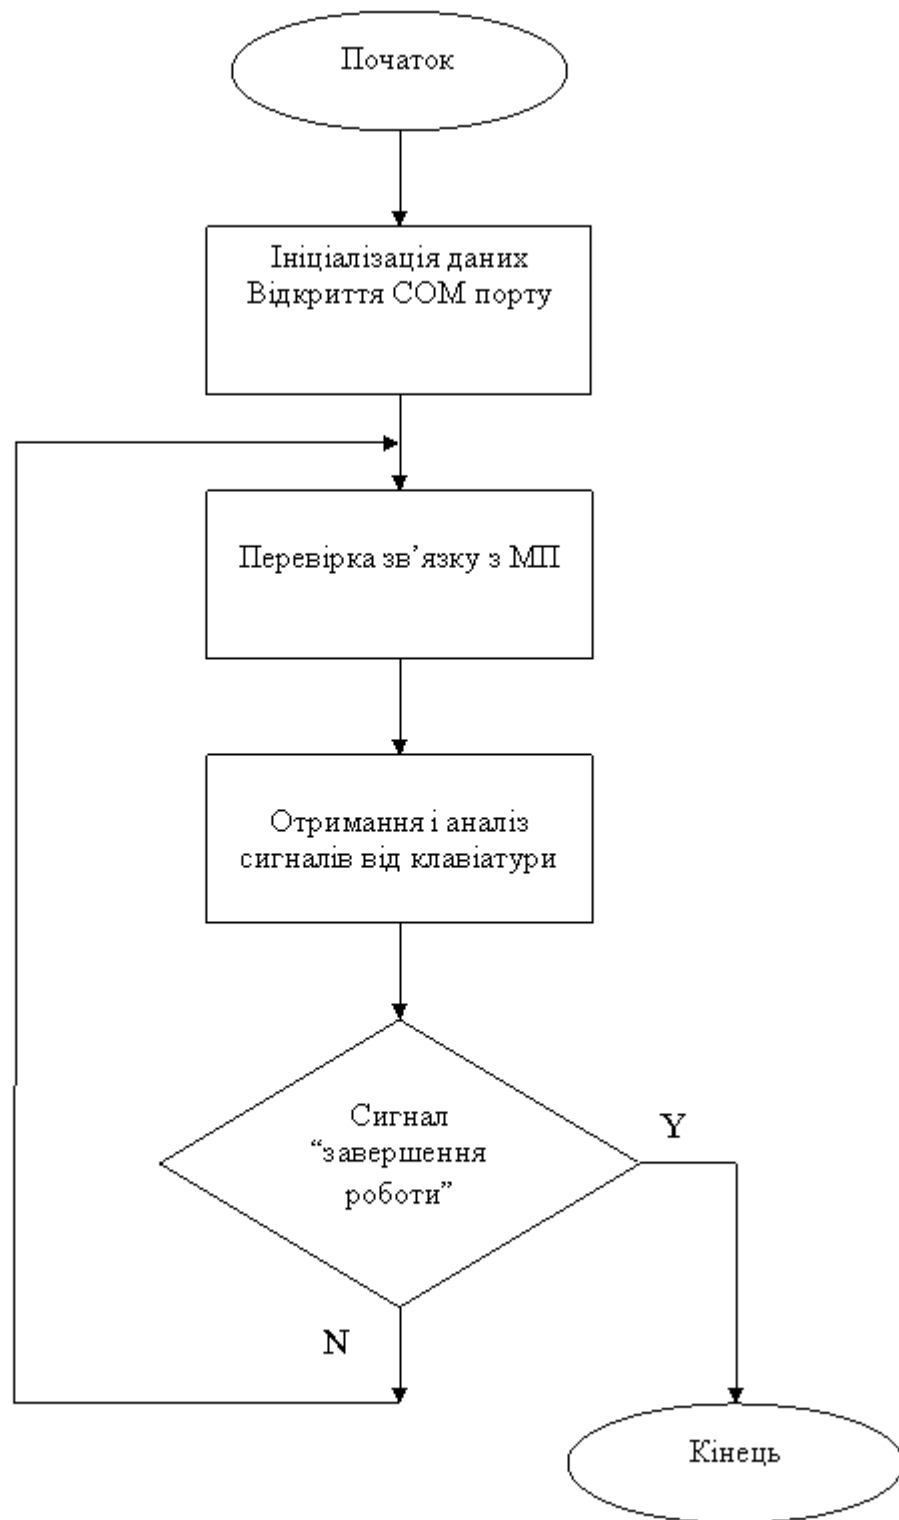 Початок
Ініціалізація даних
Відкриття COM порту
Перевірка зв’язку з МП
Отримання і аналіз
сигналів від клавіатури
Сигнал
“завершення
роботи”
Y
N
Кінець